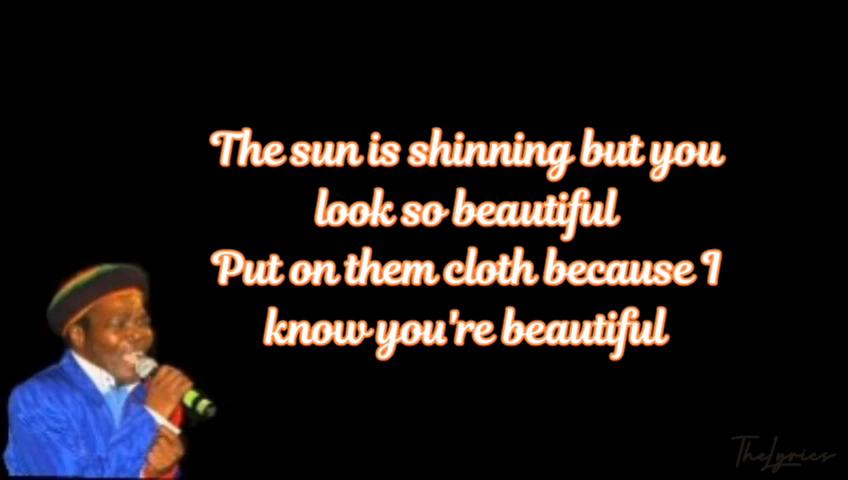 The sun is shinning but you
look so beautiful
Put on them cloth because I
know you're beautiful
TheLyrics